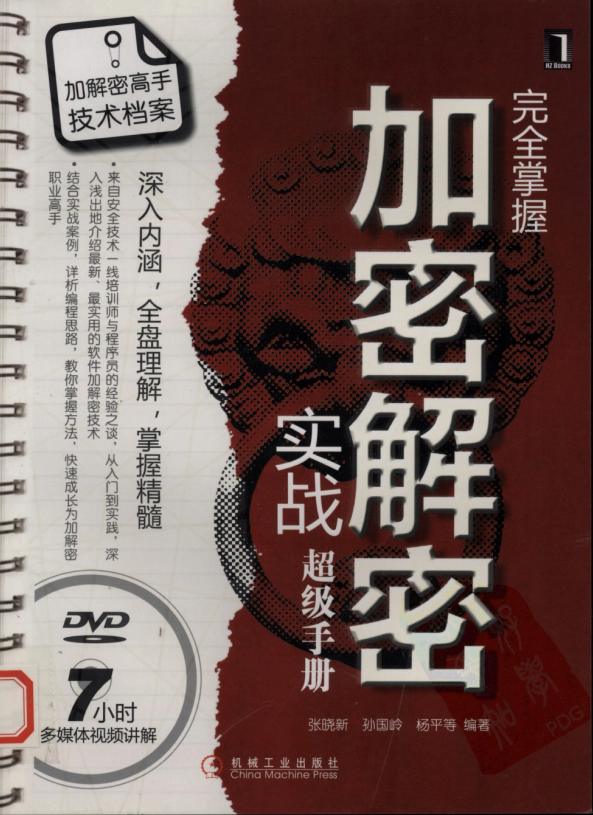 加解密高手
技术档案
HZ BOOKS
完全掌握
加密解密
实战
超级手册
深入内涵，全盘理解，掌握精髓
• 来自安全技术一线培训师与程序员的经验之谈，从入门到实践，深
入浅出地介绍最新、最实用的软件加解密技术
• 结合实战案例，详析编程思路，教你掌握方法，快速成长为加解密
职业高手
DVD
7小时
多媒体视频讲解
张晓新 孙国岭 杨平等 编著
机械工业出版社
China Machine Press
PDG